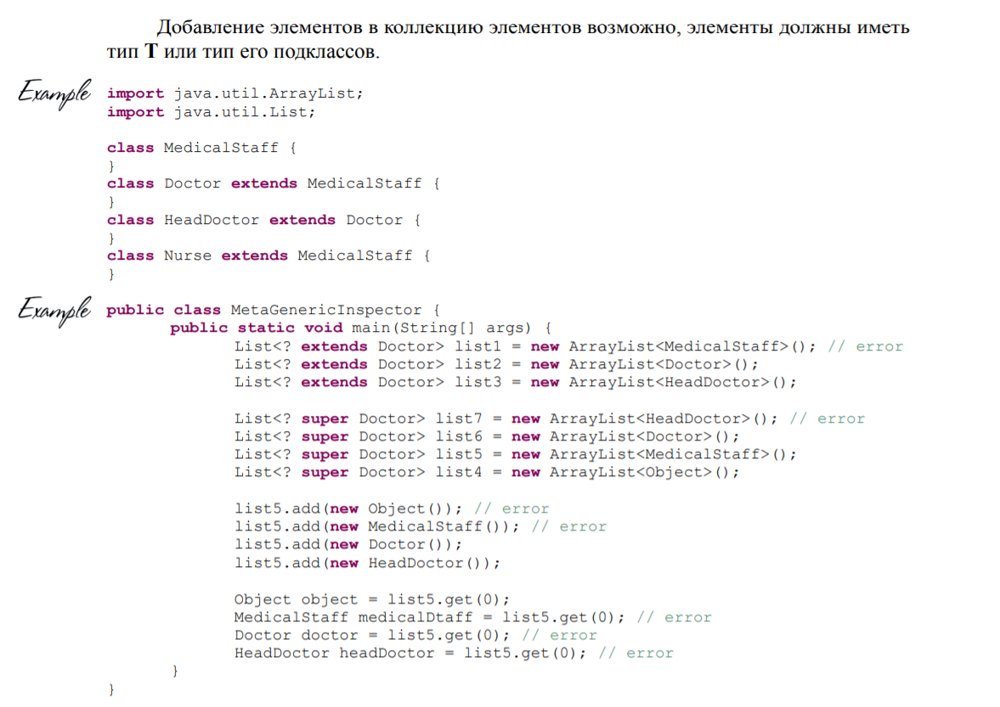 Добавление элементов в коллекцию элементов возможно, элементы должны иметь
тип T или тип его подклассов.
Example
import java.util.ArrayList;
import java.util.List;
class MedicalStaff {
}
class Doctor extends MedicalStaff {
}
class HeadDoctor extends Doctor {
}
class Nurse extends MedicalStaff {
}
Example
public class MetaGenericInspector {
public static void main(String[] args) {
List<? extends Doctor> list1 = new ArrayList<MedicalStaff>(); // error
List<? extends Doctor> list2 = new ArrayList<Doctor>();
List<? extends Doctor> list3 = new ArrayList<HeadDoctor>();
List<? super Doctor> list7 = new ArrayList<HeadDoctor>(); // error
List<? super Doctor> list6 = new ArrayList<Doctor>();
List<? super Doctor> list5 = new ArrayList<MedicalStaff>();
List<? super Doctor> list4 = new ArrayList<Object>();
list5.add(new Object()); // error
list5.add(new MedicalStaff()); // error
list5.add(new Doctor());
list5.add(new HeadDoctor());
Object object = list5.get(0);
MedicalStaff medicalDtaff = list5.get(0); // error
Doctor doctor = list5.get(0); // error
HeadDoctor headDoctor = list5.get(0); // error
}
}